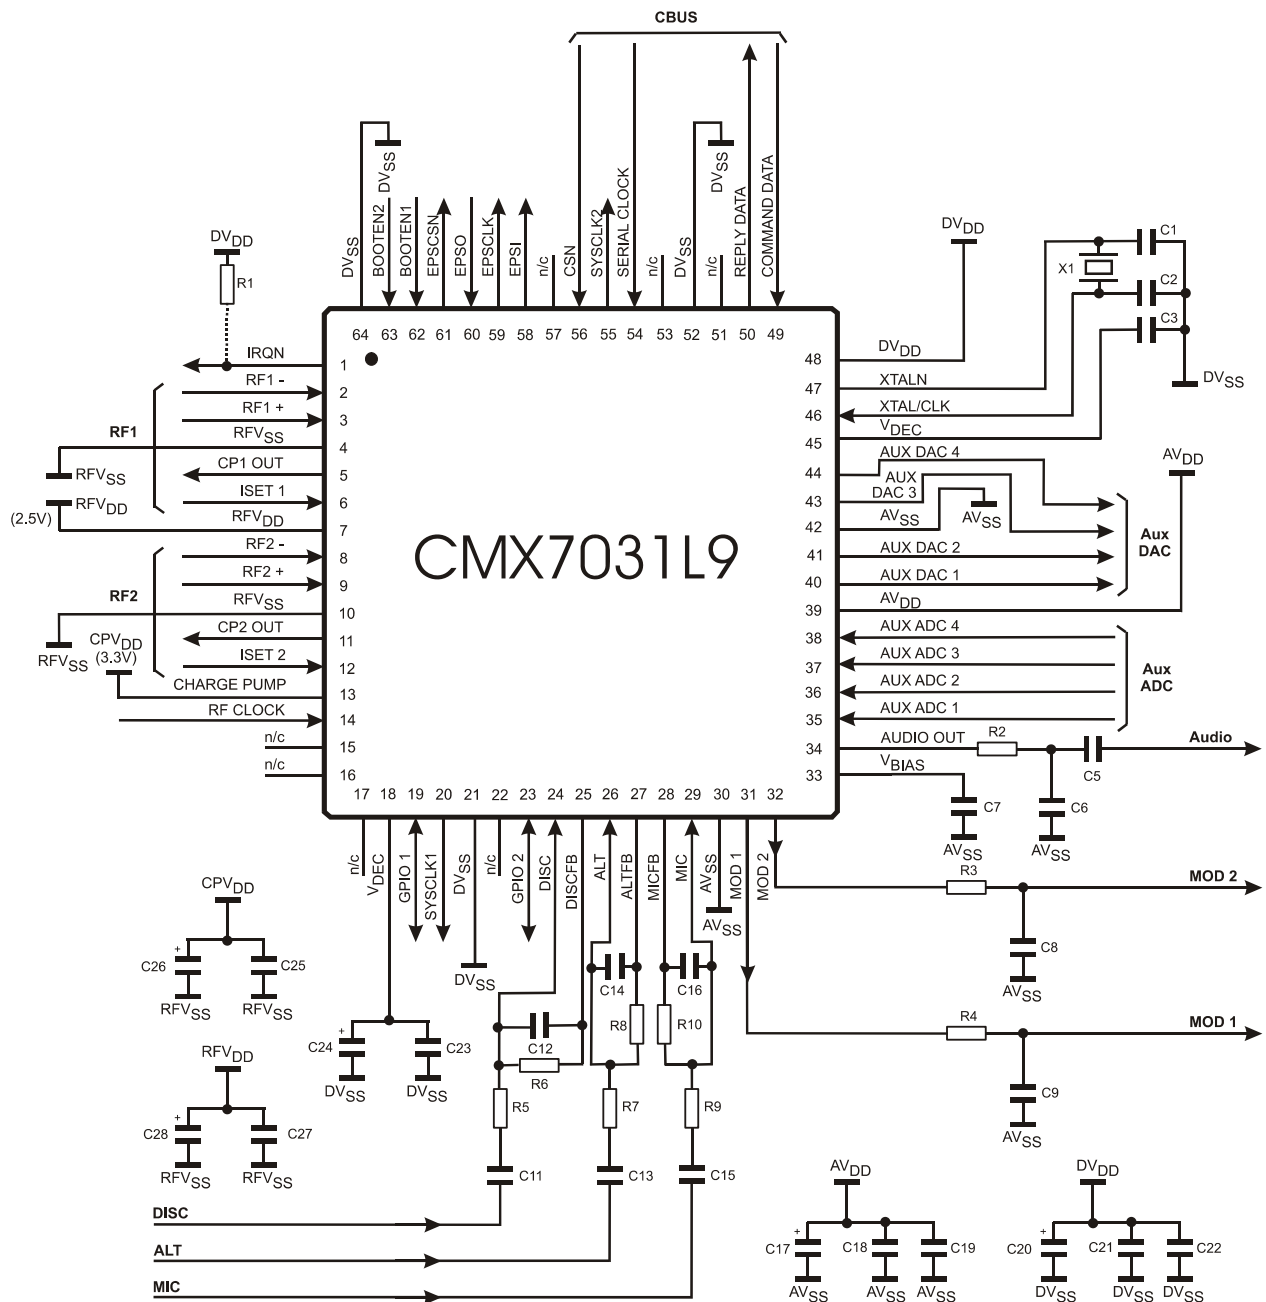 CBUS
DVSS
BOOTEN2
DVSS
BOOTEN1
EPSCSN
EPSO
EPSCLK
EPSI
n/c
CSN
SYSCLK2
SERIAL CLOCK
n/c
DVSS
n/c
DVSS
REPLY DATA
COMMAND DATA
64 63 62 61 60 59 58 57 56 55 54 53 52 51 50 49
DVDD
R1
IRQN 1
RF1 - 2
RF1 + 3
RF1
RFVSS 4
RFVSS
CP1 OUT 5
ISET 1 6
RFVDD
(2.5V)
RFVDD 7
RF2 - 8
RF2 + 9
RF2
RFVSS 10
RFVSS
CP2 OUT 11
CPVDD
(3.3V)
ISET 2 12
CHARGE PUMP 13
RF CLOCK 14
n/c 15
n/c 16
CMX7031L9
DVDD
48 DVDD
47 XTALN
46 XTAL/CLK
45 VDEC
X1
C1
C2
C3
DVSS
44 AUX DAC 4
43 AUX
DAC 3
42 AVSS
AVSS
AVDD
41 AUX DAC 2
40 AUX DAC 1
Aux
DAC
39 AVDD
38 AUX ADC 4
37 AUX ADC 3
36 AUX ADC 2
35 AUX ADC 1
Aux
ADC
34 AUDIO OUT
R2
C5
Audio
33 VBIAS
C7
AVSS
C6
AVSS
17 18 19 20 21 22 23 24 25 26 27 28 29 30 31 32
n/c
VDEC
GPIO 1
SYSCLK1
DVSS
n/c
GPIO 2
DISC
DISCFB
ALT
ALTFB
MICFB
MIC
AVSS
MOD 1
MOD 2
AVSS
DVSS
R3
MOD 2
C8
AVSS
R4
MOD 1
C9
AVSS
CPVDD
+
C26
C25
RFVSS
RFVSS
RFVDD
+
C28
C27
RFVSS
RFVSS
+
C24
C23
DVSS
DVSS
C12
R6
R5
C11
C14
R8
R7
C13
C16
R10
R9
C15
DISC
ALT
MIC
AVDD
+
C17
C18
C19
AVSS
AVSS
AVSS
DVDD
+
C20
C21
C22
DVSS
DVSS
DVSS